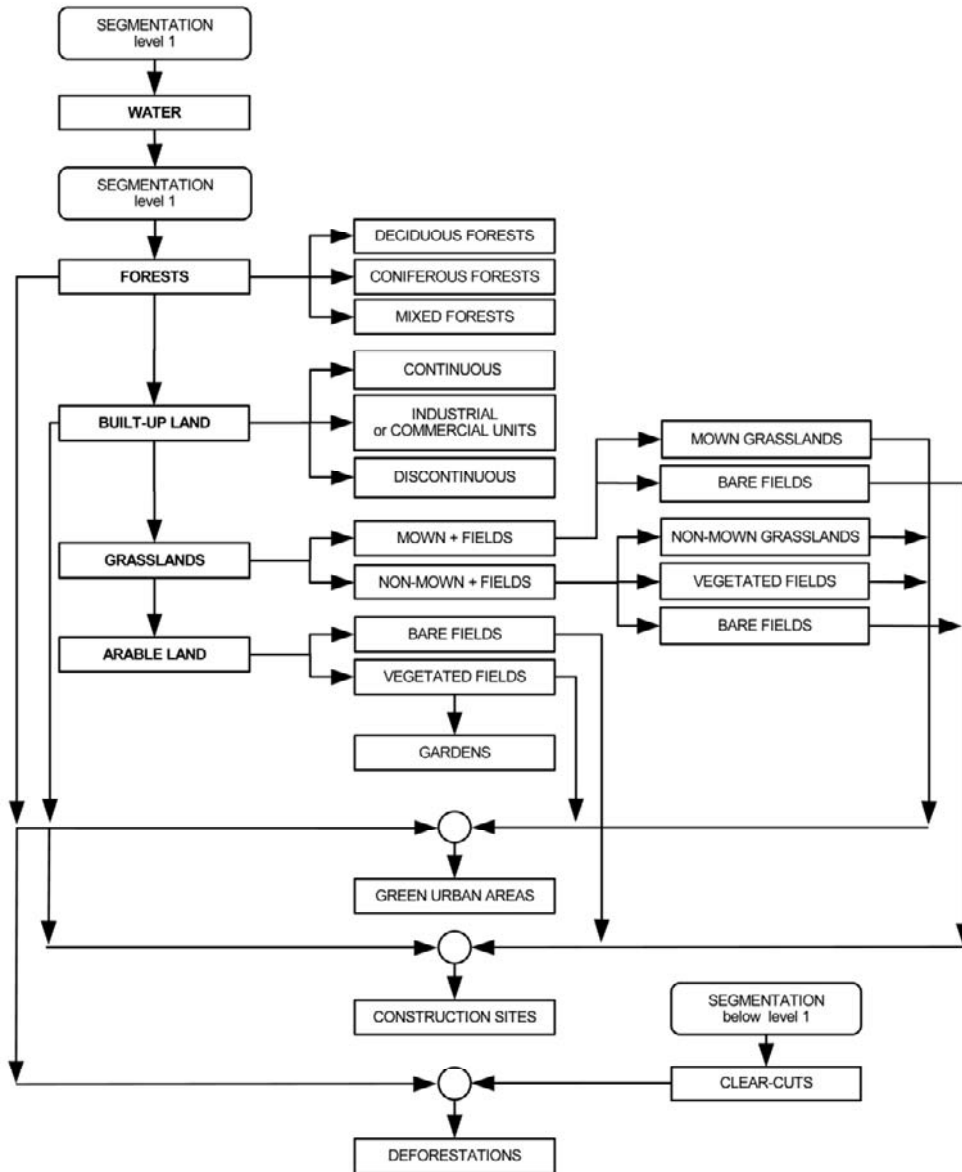 SEGMENTATION
level 1
WATER
SEGMENTATION
level 1
FORESTS
DECIDUOUS FORESTS
CONIFEROUS FORESTS
MIXED FORESTS
BUILT-UP LAND
CONTINUOUS
INDUSTRIAL
or COMMERCIAL UNITS
DISCONTINUOUS
MOWN GRASSLANDS
BARE FIELDS
GRASSLANDS
MOWN + FIELDS
NON-MOWN + FIELDS
NON-MOWN GRASSLANDS
VEGETATED FIELDS
BARE FIELDS
ARABLE LAND
BARE FIELDS
VEGETATED FIELDS
GARDENS
GREEN URBAN AREAS
CONSTRUCTION SITES
SEGMENTATION
below level 1
CLEAR-CUTS
DEFORESTATIONS